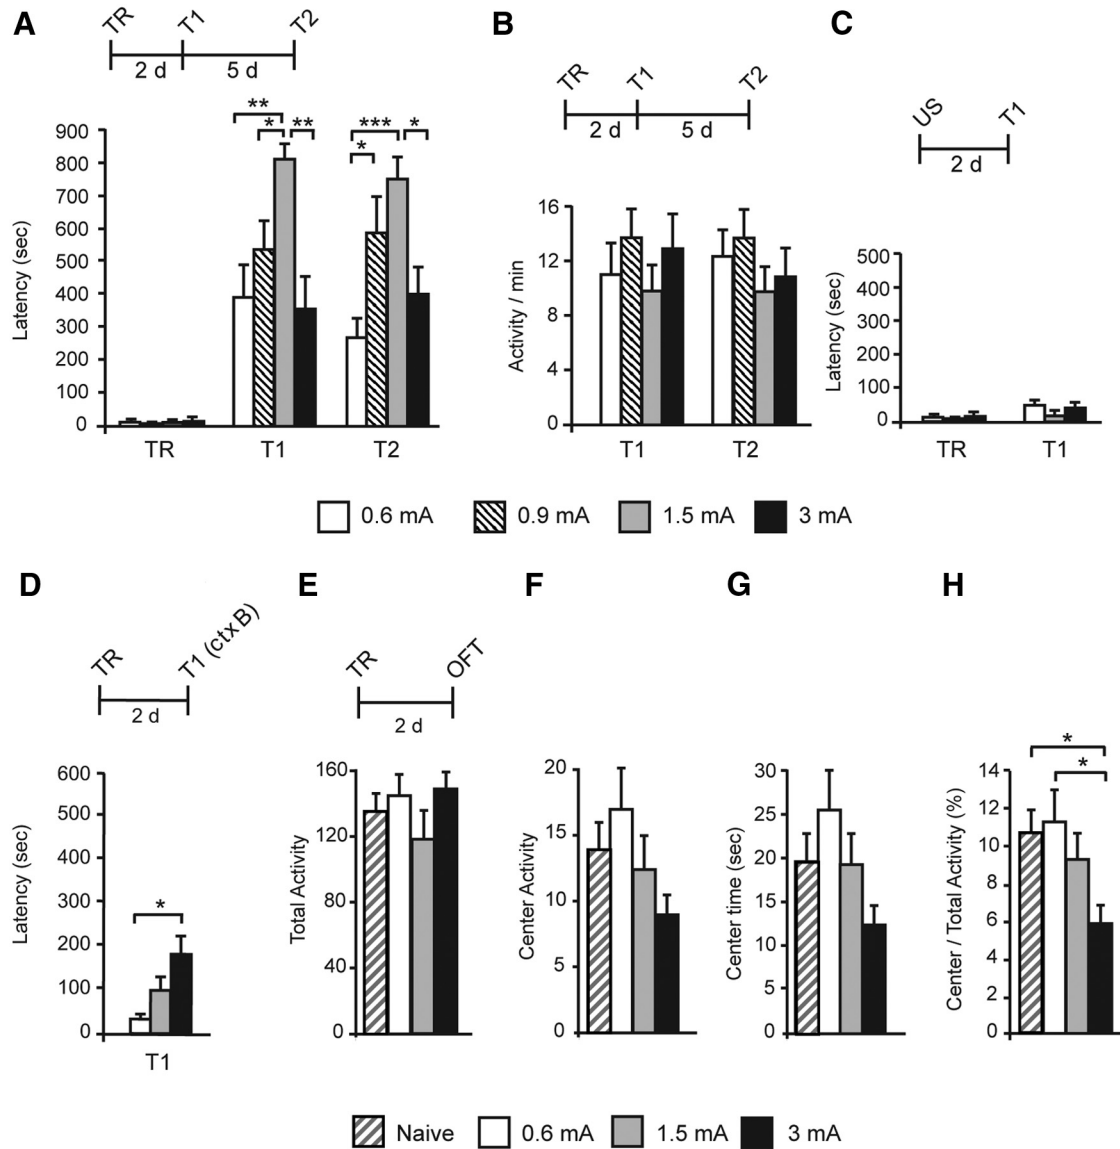 A
TR
T1
T2
2 d
5 d
**
*
**
***
*
*
900
800
700
600
500
400
300
200
100
0
Latency (sec)
TR
T1
T2
B
TR
T1
T2
2 d
5 d
16
12
8
4
0
Activity / min
T1
T2
C
US
T1
2 d
500
400
300
200
100
0
Latency (sec)
TR
T1
0.6 mA
0.9 mA
1.5 mA
3 mA
D
TR
T1 (ctx B)
2 d
600
500
400
300
200
100
0
Latency (sec)
*
T1
E
TR
OFT
2 d
160
120
80
40
0
Total Activity
F
20
15
10
5
0
Center Activity
G
30
25
20
15
10
5
0
Center time (sec)
H
*
*
14
12
10
8
6
4
2
0
Center / Total Activity (%)
Naive
0.6 mA
1.5 mA
3 mA